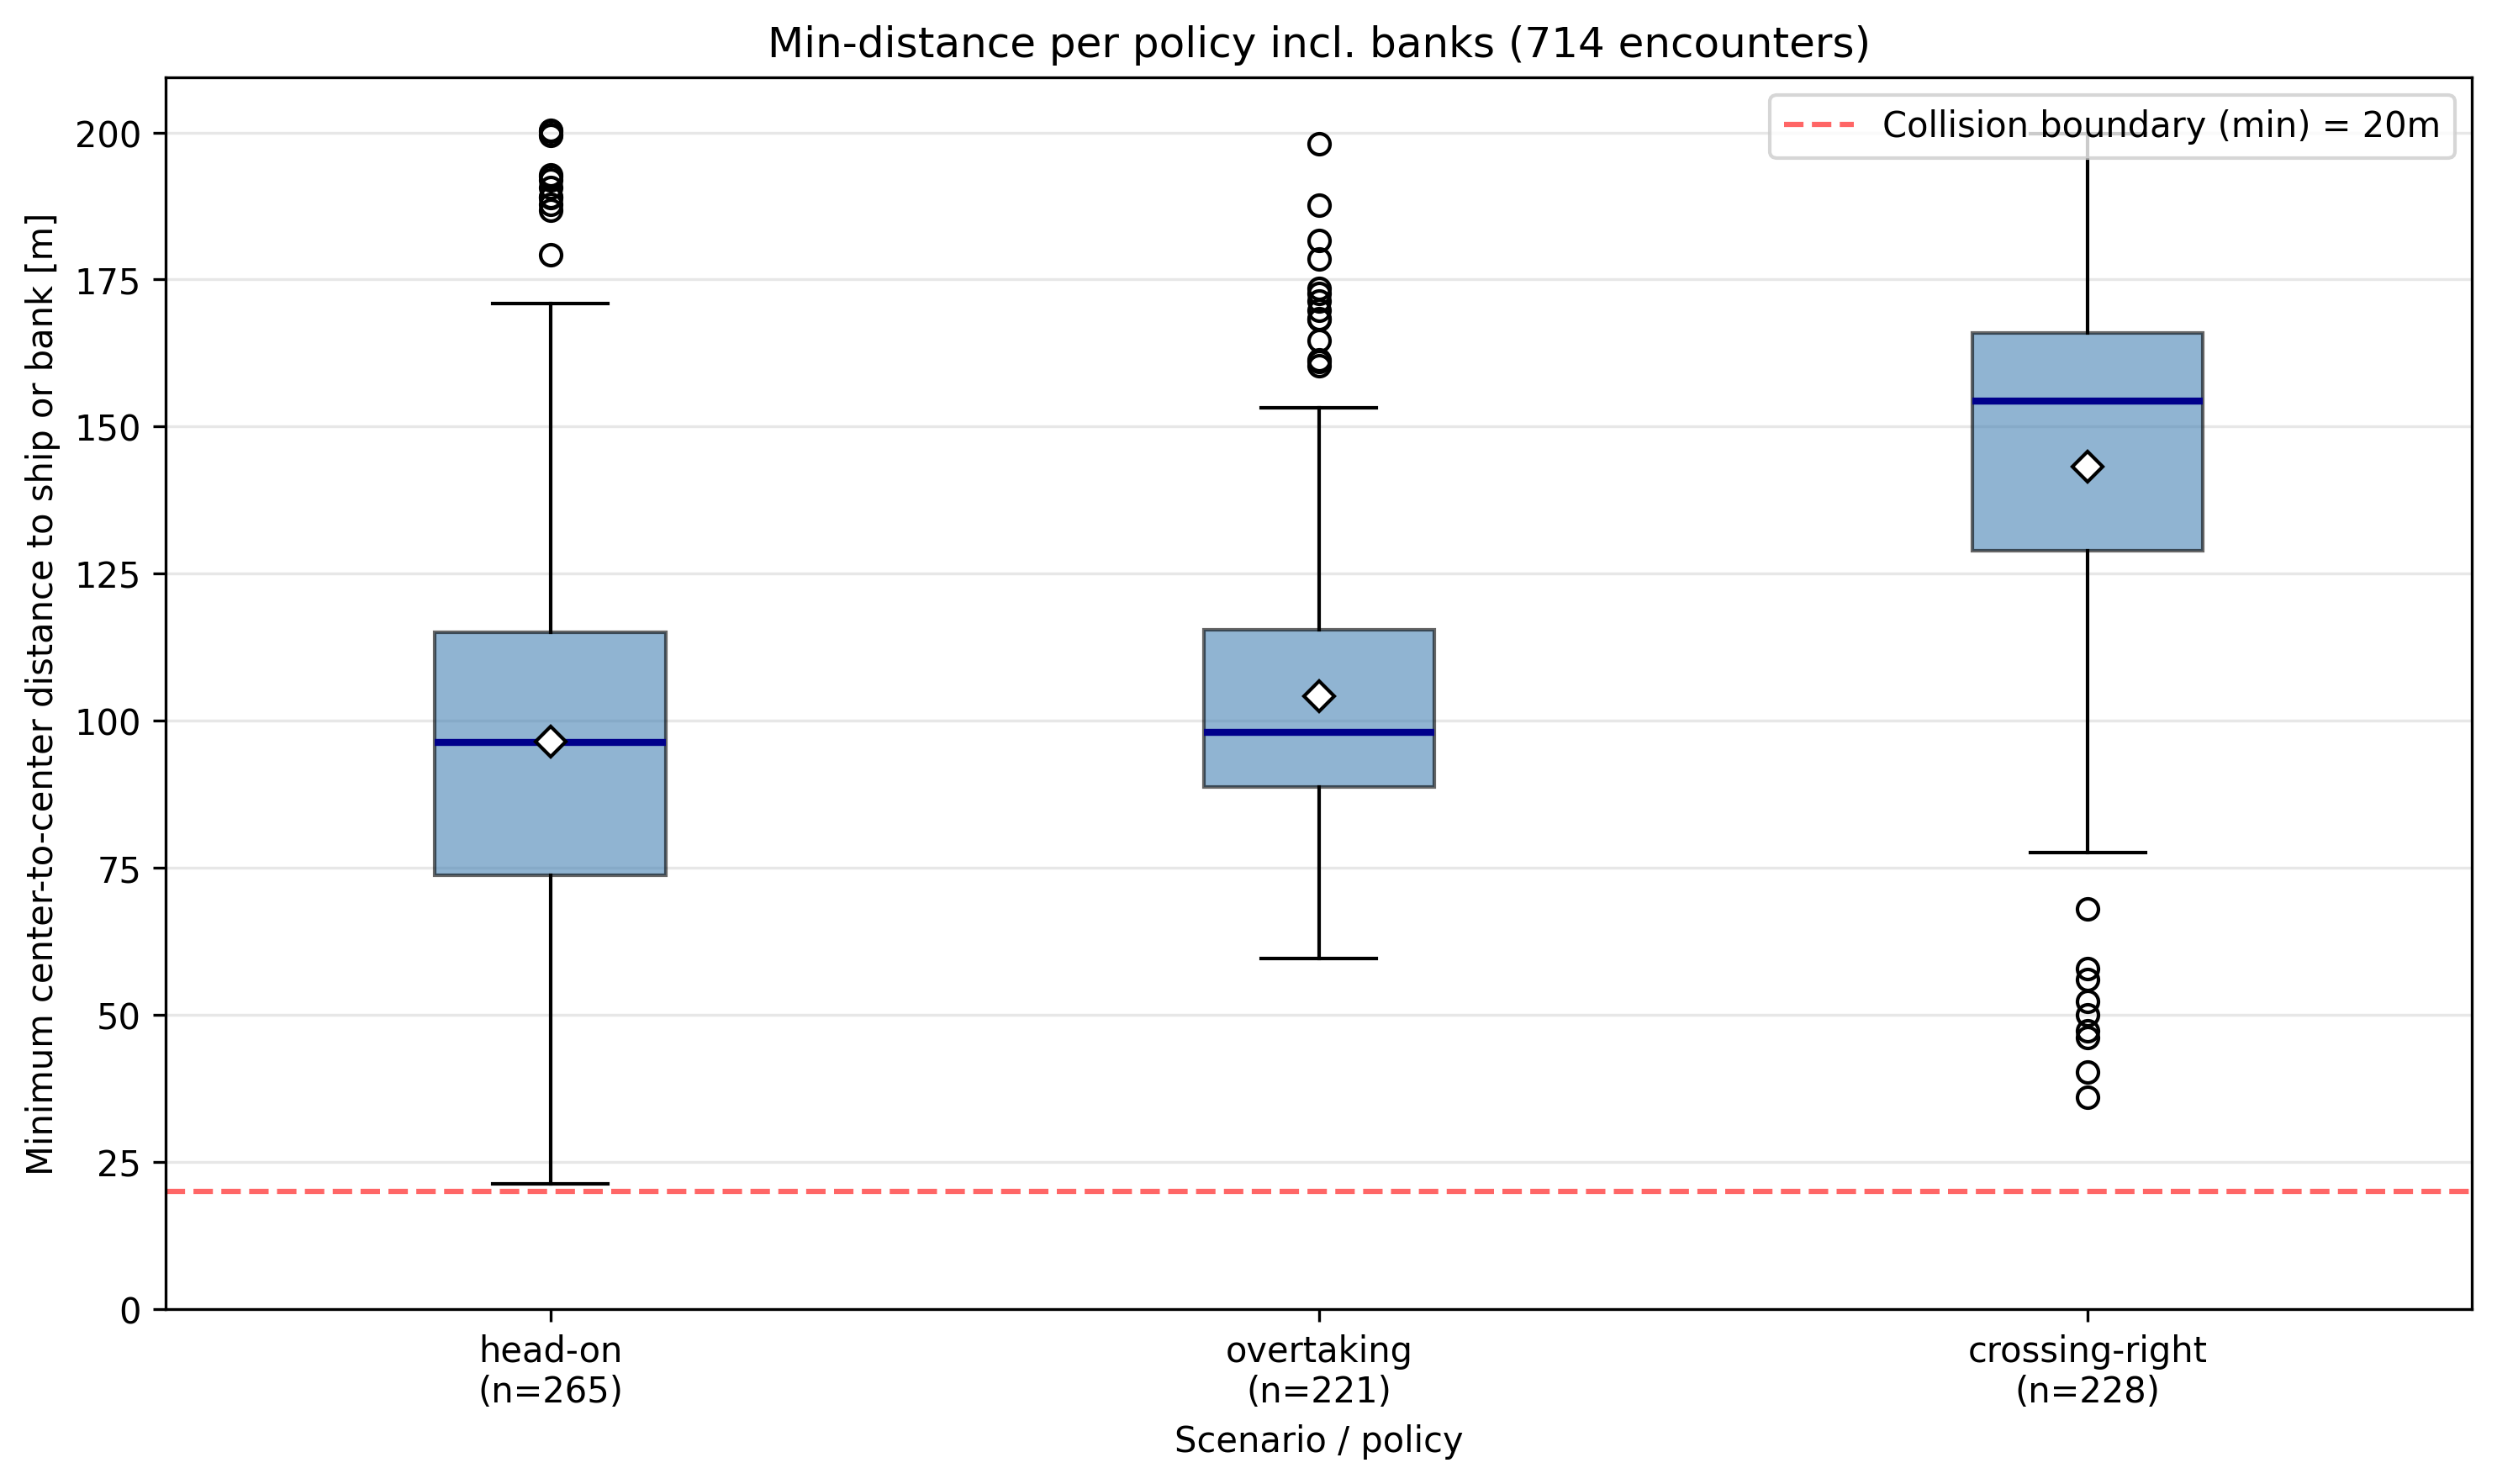 Min-distance per policy incl. banks (714 encounters)
Collision boundary (min) = 20m
Minimum center-to-center distance to ship or bank [m]
200
175
150
125
100
75
50
25
0
head-on
(n=265)
overtaking
(n=221)
crossing-right
(n=228)
Scenario / policy